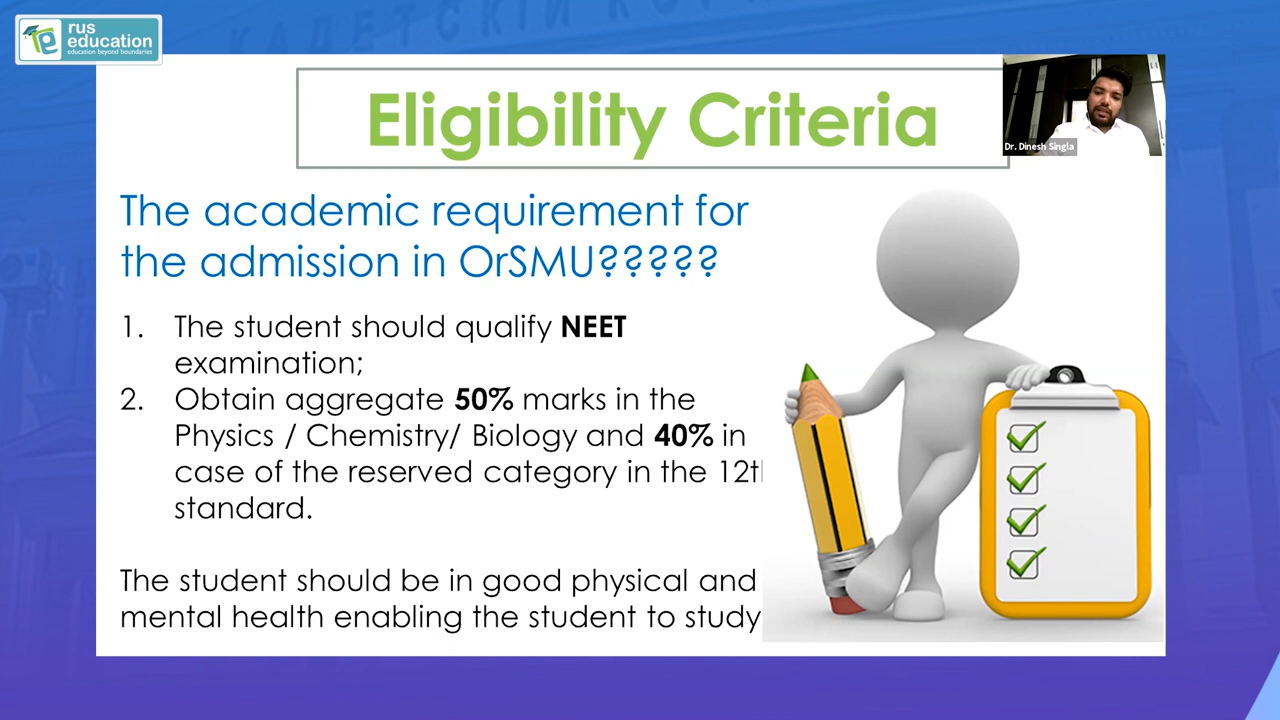 rus
education
education beyond boundaries
Eligibility Criteria
Dr. Dinesh Singla
The academic requirement for
the admission in OrSMU?????
1. The student should qualify NEET
examination;
2. Obtain aggregate 50% marks in the
Physics / Chemistry/ Biology and 40% in
case of the reserved category in the 12th
standard.
The student should be in good physical and
mental health enabling the student to study